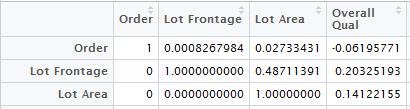 Order Lot Frontage Lot Area Overall Qual
Order 1 0.0008267984 0.02733431 -0.06195771
Lot Frontage 0 1.0000000000 0.48711391 0.20325193
Lot Area 0 0.0000000000 1.00000000 0.14122155